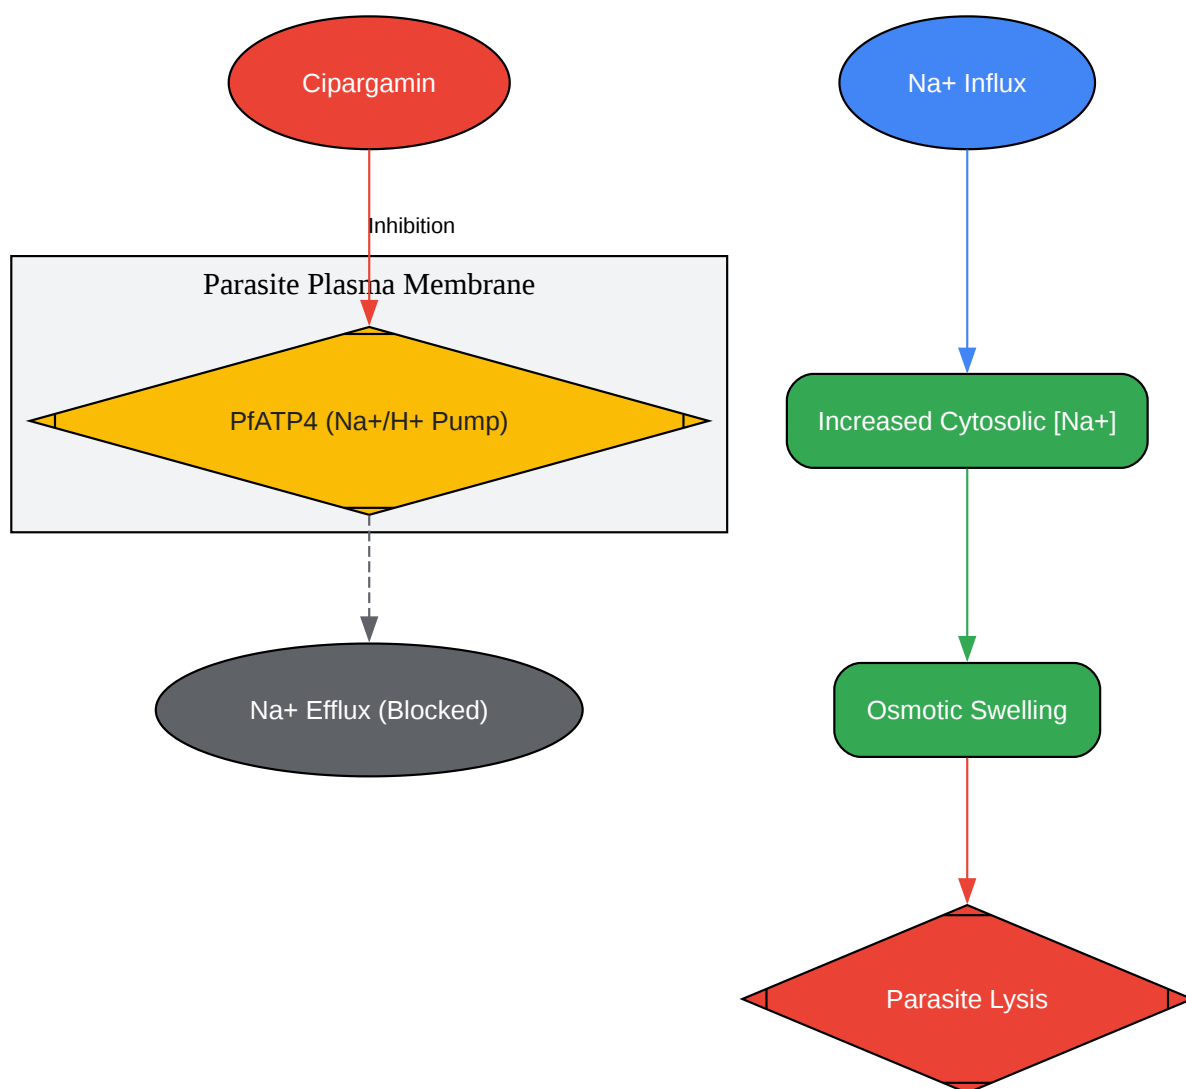 Cipargamin
Na+ Influx
Inhibition
Parasite Plasma Membrane
PfATP4 (Na+/H+ Pump)
Increased Cytosolic [Na+]
Na+ Efflux (Blocked)
Osmotic Swelling
Parasite Lysis